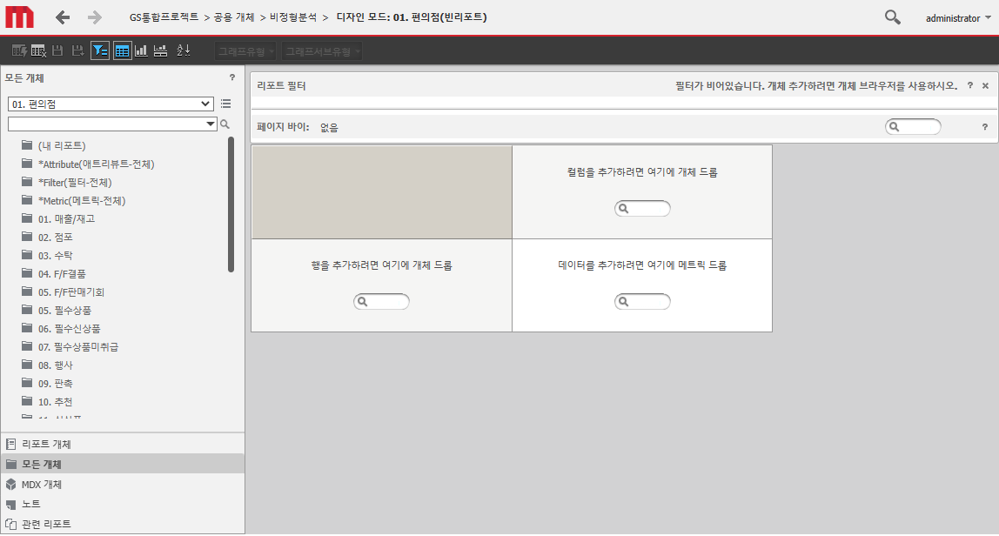 GS통합프로젝트 > 공용 개체 > 비정형분석 > 디자인 모드: 01. 편의점(빈리포트)
administrator
그래프유형
그래프서브유형
모든 개체
?
01. 편의점
(내 리포트)
*Attribute(애트리뷰트-전체)
*Filter(필터-전체)
*Metric(메트릭-전체)
01. 매출/재고
02. 점포
03. 수탁
04. F/F결품
05. F/F판매기회
05. 필수상품
06. 필수신상품
07. 필수상품미취급
08. 행사
09. 판촉
10. 추천
리포트 개체
모든 개체
MDX 개체
노트
관련 리포트
리포트 필터
필터가 비어있습니다. 개체 추가하려면 개체 브라우저를 사용하시오. ?
페이지 바이: 없음
?
컬럼을 추가하려면 여기에 개체 드롭
행을 추가하려면 여기에 개체 드롭
데이터를 추가하려면 여기에 메트릭 드롭